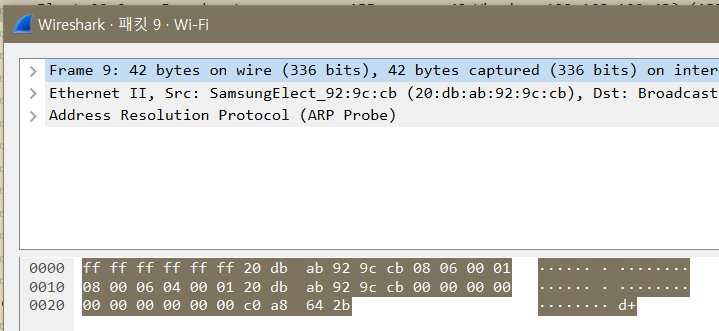 Wireshark · 패킷 9 · Wi-Fi
Frame 9: 42 bytes on wire (336 bits), 42 bytes captured (336 bits) on inter
Ethernet II, Src: SamsungElect_92:9c:cb (20:db:ab:92:9c:cb), Dst: Broadcast
Address Resolution Protocol (ARP Probe)
0000 ff ff ff ff ff ff 20 db ab 92 9c cb 08 06 00 01 ······ · ········
0010 08 00 06 04 00 01 20 db ab 92 9c cb 00 00 00 00 ······ · ········
0020 00 00 00 00 00 00 c0 a8 64 2b ········ d+